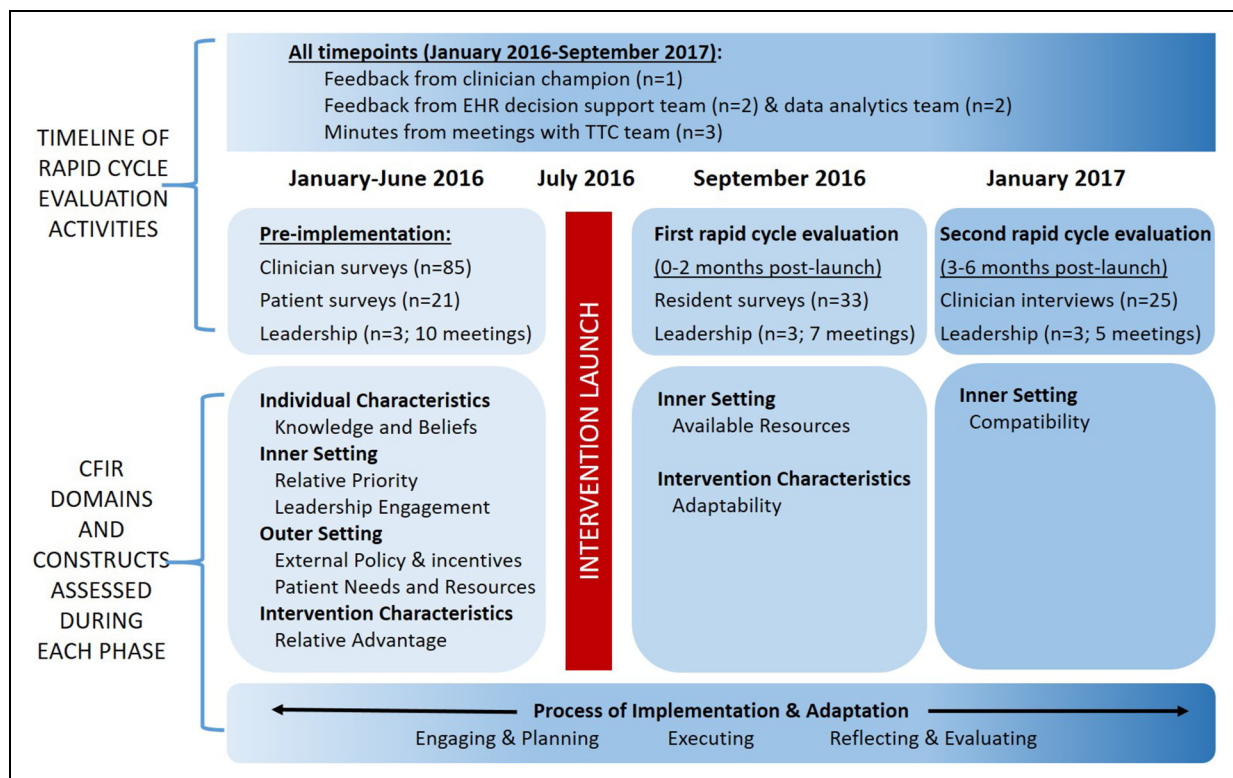 All timepoints (January 2016-September 2017):
Feedback from clinician champion (n=1)
Feedback from EHR decision support team (n=2) & data analytics team (n=2)
Minutes from meetings with TTC team (n=3)
TIMELINE OF
RAPID CYCLE
EVALUATION
ACTIVITIES
January-June 2016
July 2016
September 2016
January 2017
Pre-implementation:
Clinician surveys (n=85)
Patient surveys (n=21)
Leadership (n=3; 10 meetings)
INTERVENTION LAUNCH
First rapid cycle evaluation
(0-2 months post-launch)
Resident surveys (n=33)
Leadership (n=3; 7 meetings)
Second rapid cycle evaluation
(3-6 months post-launch)
Clinician interviews (n=25)
Leadership (n=3; 5 meetings)
CFIR
DOMAINS
AND
CONSTRUCTS
ASSESSED
DURING
EACH PHASE
Individual Characteristics
Knowledge and Beliefs
Inner Setting
Relative Priority
Leadership Engagement
Outer Setting
External Policy & incentives
Patient Needs and Resources
Intervention Characteristics
Relative Advantage
Inner Setting
Available Resources
Intervention Characteristics
Adaptability
Inner Setting
Compatibility
Process of Implementation & Adaptation
Engaging & Planning
Executing
Reflecting & Evaluating